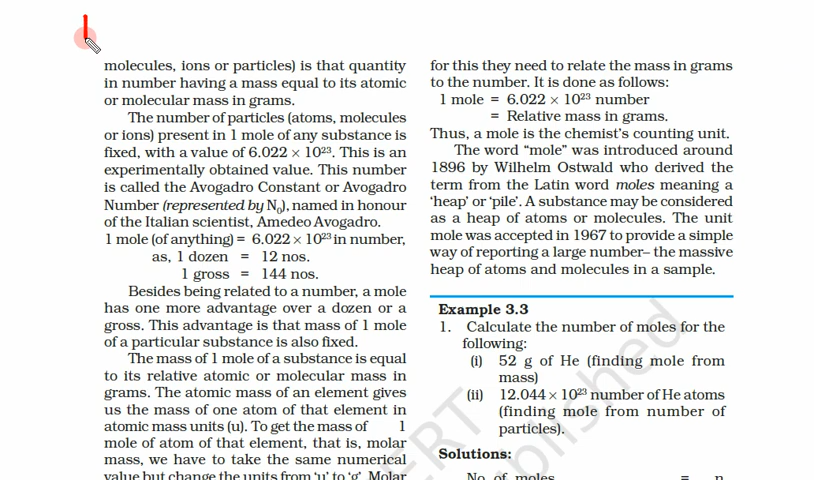 molecules, ions or particles) is that quantity
in number having a mass equal to its atomic
or molecular mass in grams.
The number of particles (atoms, molecules
or ions) present in 1 mole of any substance is
fixed, with a value of 6.022 × 10²³. This is an
experimentally obtained value. This number
is called the Avogadro Constant or Avogadro
Number (represented by N₀), named in honour
of the Italian scientist, Amedeo Avogadro.
1 mole (of anything) = 6.022 × 10²³ in number,
as, 1 dozen = 12 nos.
1 gross = 144 nos.
Besides being related to a number, a mole
has one more advantage over a dozen or a
gross. This advantage is that mass of 1 mole
of a particular substance is also fixed.
The mass of 1 mole of a substance is equal
to its relative atomic or molecular mass in
grams. The atomic mass of an element gives
us the mass of one atom of that element in
atomic mass units (u). To get the mass of 1
mole of atom of that element, that is, molar
mass, we have to take the same numerical
value but change the units from 'u' to 'g'. Molar
for this they need to relate the mass in grams
to the number. It is done as follows:
1 mole = 6.022 × 10²³ number
= Relative mass in grams.
Thus, a mole is the chemist's counting unit.
The word “mole” was introduced around
1896 by Wilhelm Ostwald who derived the
term from the Latin word moles meaning a
‘heap’ or ‘pile’. A substance may be considered
as a heap of atoms or molecules. The unit
mole was accepted in 1967 to provide a simple
way of reporting a large number– the massive
heap of atoms and molecules in a sample.
Example 3.3
1. Calculate the number of moles for the
following:
(i) 52 g of He (finding mole from
mass)
(ii) 12.044 × 10²³ number of He atoms
(finding mole from number of
particles).
Solutions:
No. of moles = n